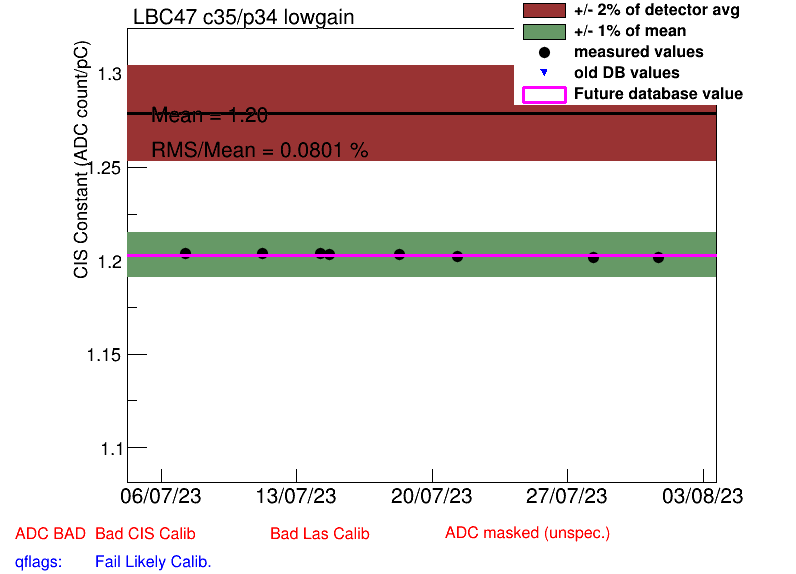 LBC47 c35/p34 lowgain
+/- 2% of detector avg
+/- 1% of mean
measured values
old DB values
Future database value
CIS Constant (ADC count/pC)
1.3
Mean = 1.20
RMS/Mean = 0.0801 %
1.25
1.2
1.15
1.1
06/07/23 13/07/23 20/07/23 27/07/23 03/08/23
ADC BAD Bad CIS Calib Bad Las Calib ADC masked (unspec.)
qflags: Fail Likely Calib.